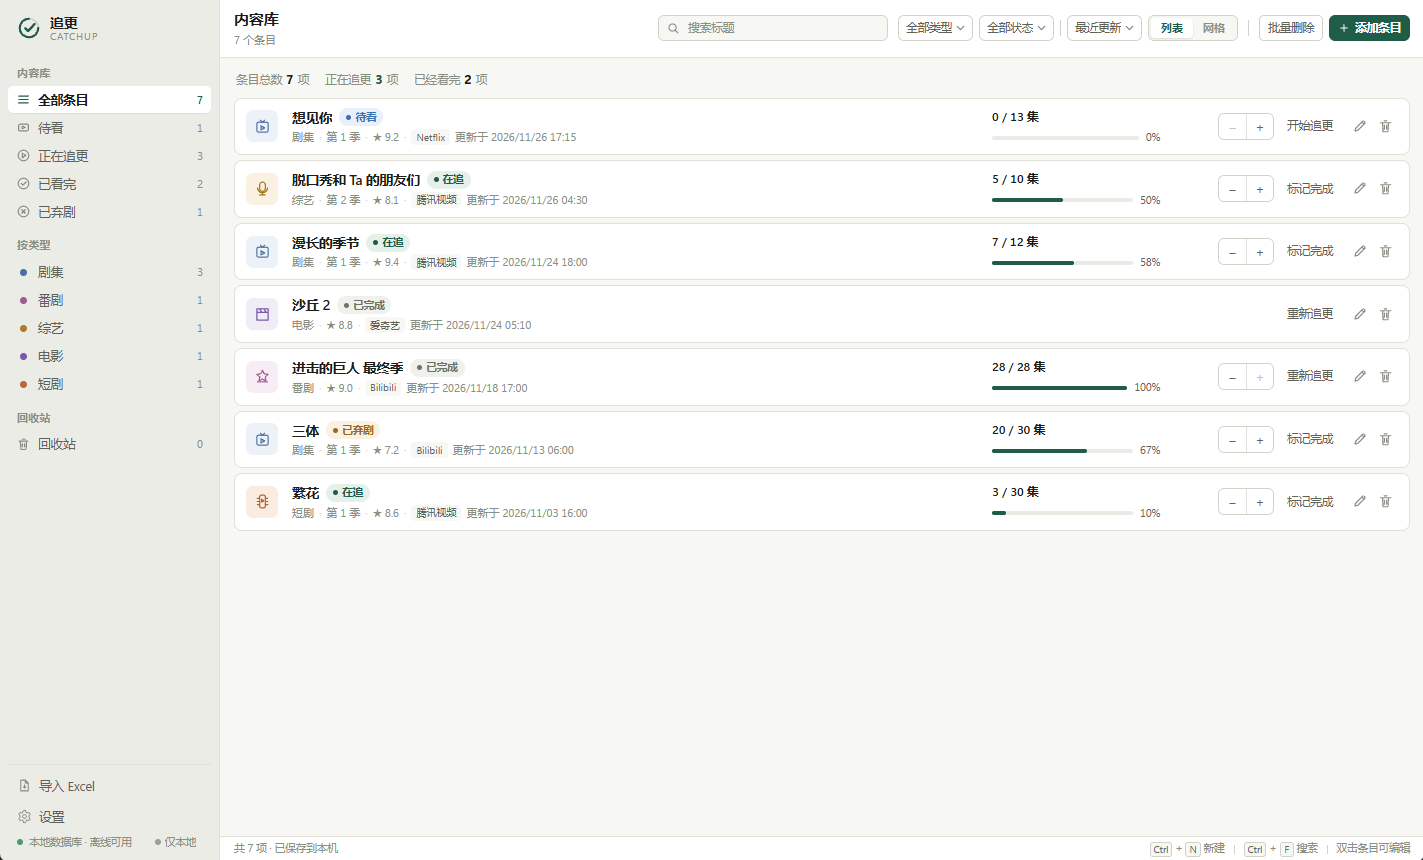 追更
CATCHUP
内容库
全部条目 7
待看 1
正在追更 3
已看完 2
已弃剧 1
按类型
剧集 3
番剧 1
综艺 1
电影 1
短剧 1
回收站
回收站 0
导入 Excel
设置
本地数据库 · 离线可用 仅本地
内容库
7 个条目
搜索标题
全部类型 全部状态 最近更新 列表 网格 批量删除 + 添加条目
条目总数 7 项 正在追更 3 项 已经看完 2 项
想见你 待看
剧集 · 第 1 季 · ★ 9.2 · Netflix 更新于 2026/11/26 17:15
0 / 13 集
0%
− + 开始追更
脱口秀和 Ta 的朋友们 在追
综艺 · 第 2 季 · ★ 8.1 · 腾讯视频 更新于 2026/11/26 04:30
5 / 10 集
50%
− + 标记完成
漫长的季节 在追
剧集 · 第 1 季 · ★ 9.4 · 腾讯视频 更新于 2026/11/24 18:00
7 / 12 集
58%
− + 标记完成
沙丘 2 已完成
电影 · ★ 8.8 · 爱奇艺 更新于 2026/11/24 05:10
重新追更
进击的巨人 最终季 已完成
番剧 · ★ 9.0 · Bilibili 更新于 2026/11/18 17:00
28 / 28 集
100%
− + 重新追更
三体 已弃剧
剧集 · 第 1 季 · ★ 7.2 · Bilibili 更新于 2026/11/13 06:00
20 / 30 集
67%
− + 标记完成
繁花 在追
短剧 · 第 1 季 · ★ 8.6 · 腾讯视频 更新于 2026/11/03 16:00
3 / 30 集
10%
− + 标记完成
共 7 项 · 已保存到本机
Ctrl + N 新建 | Ctrl + F 搜索 | 双击条目可编辑